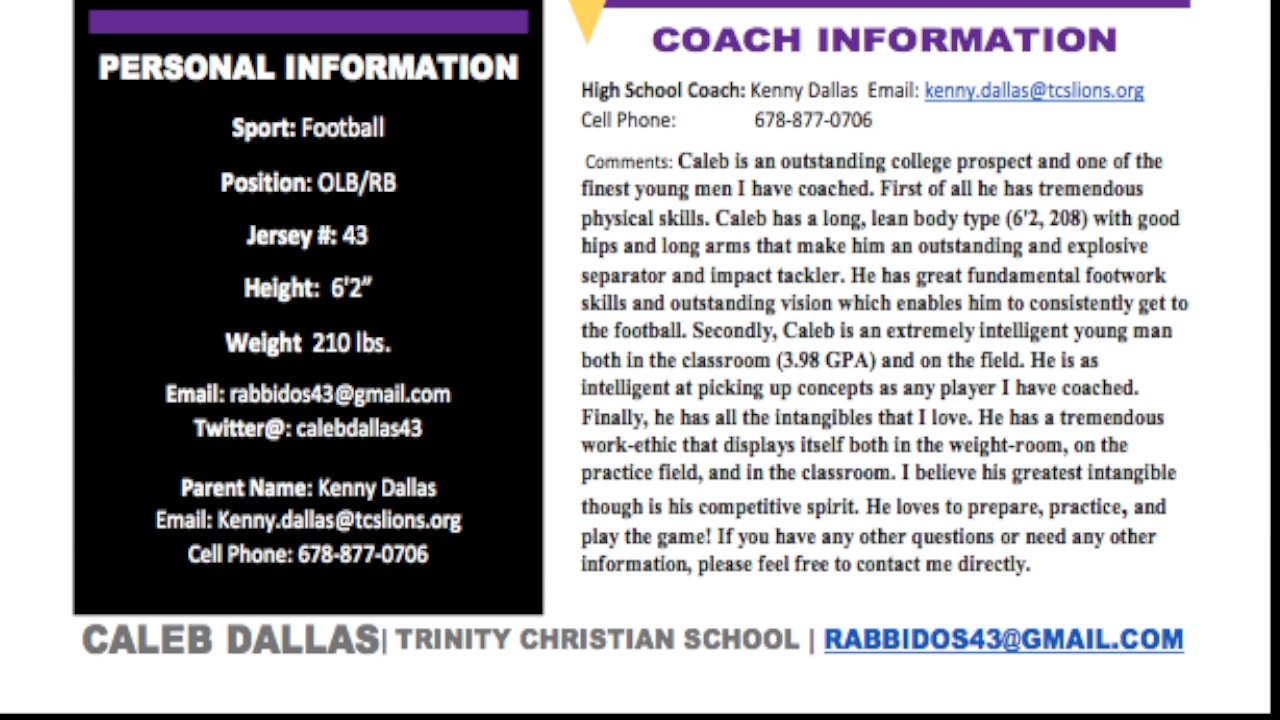 PERSONAL INFORMATION
Sport: Football
Position: OLB/RB
Jersey #: 43
Height: 6'2”
Weight 210 lbs.
Email: rabbidos43@gmail.com
Twitter@: calebdallas43
Parent Name: Kenny Dallas
Email: Kenny.dallas@tcslions.org
Cell Phone: 678-877-0706
COACH INFORMATION
High School Coach: Kenny Dallas Email: kenny.dallas@tcslions.org
Cell Phone: 678-877-0706
Comments: Caleb is an outstanding college prospect and one of the
finest young men I have coached. First of all he has tremendous
physical skills. Caleb has a long, lean body type (6'2, 208) with good
hips and long arms that make him an outstanding and explosive
separator and impact tackler. He has great fundamental footwork
skills and outstanding vision which enables him to consistently get to
the football. Secondly, Caleb is an extremely intelligent young man
both in the classroom (3.98 GPA) and on the field. He is as
intelligent at picking up concepts as any player I have coached.
Finally, he has all the intangibles that I love. He has a tremendous
work-ethic that displays itself both in the weight-room, on the
practice field, and in the classroom. I believe his greatest intangible
though is his competitive spirit. He loves to prepare, practice, and
play the game! If you have any other questions or need any other
information, please feel free to contact me directly.
CALEB DALLAS| TRINITY CHRISTIAN SCHOOL | RABBIDOS43@GMAIL.COM